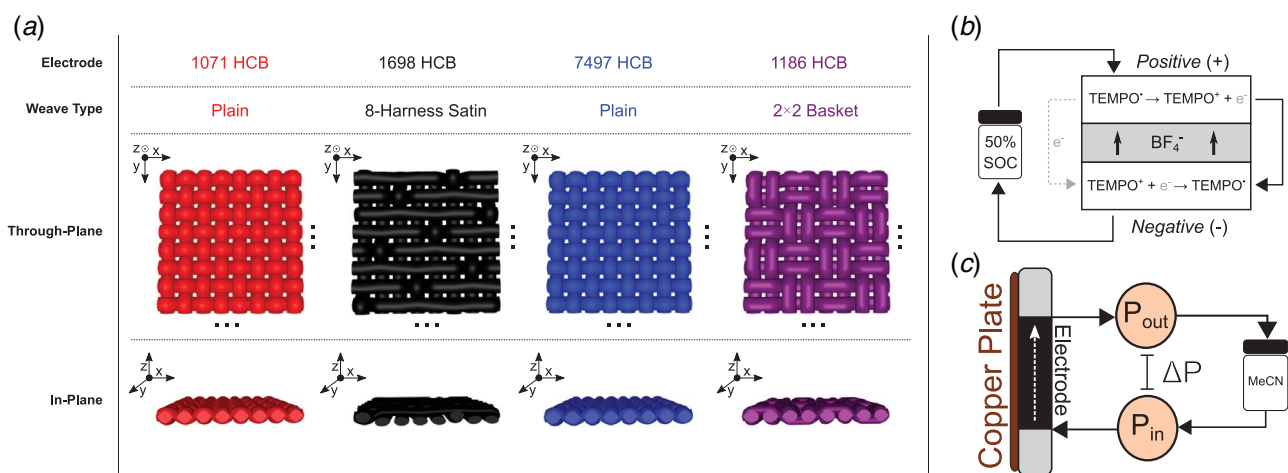 (a)
Electrode
1071 HCB
1698 HCB
7497 HCB
1186 HCB
Weave Type
Plain
8-Harness Satin
Plain
2×2 Basket
Through-Plane
z x
y
z x
y
z x
y
z x
y
...
...
...
...
...
...
...
...
In-Plane
z
x
y
z
x
y
z
x
y
z
x
y
(b)
Positive (+)
TEMPO• → TEMPO⁺ + e⁻
50%
SOC
e⁻
BF₄⁻
TEMPO⁺ + e⁻ → TEMPO•
Negative (-)
(c)
Copper Plate
Electrode
Pout
ΔP
Pin
MeCN